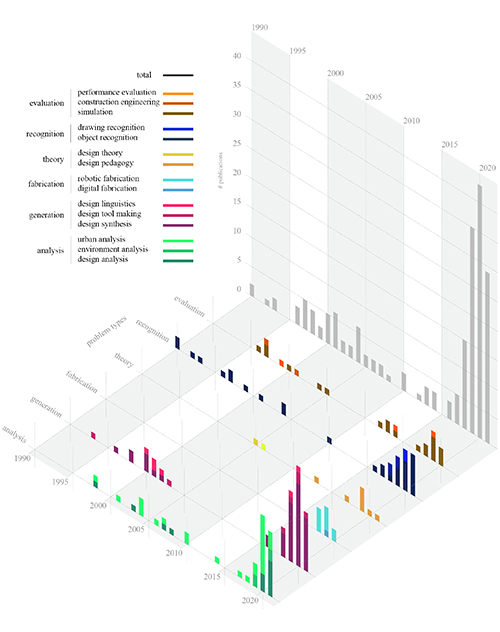 1990
1995
2000
2005
2010
2015
2020
40
35
30
25
20
15
10
5
0
# publications
total
evaluation
performance evaluation
construction engineering
simulation
recognition
drawing recognition
object recognition
theory
design theory
design pedagogy
fabrication
robotic fabrication
digital fabrication
generation
design linguistics
design tool making
design synthesis
analysis
urban analysis
environment analysis
design analysis
problem types
evaluation
recognition
theory
fabrication
generation
analysis
1990
1995
2000
2005
2010
2015
2020